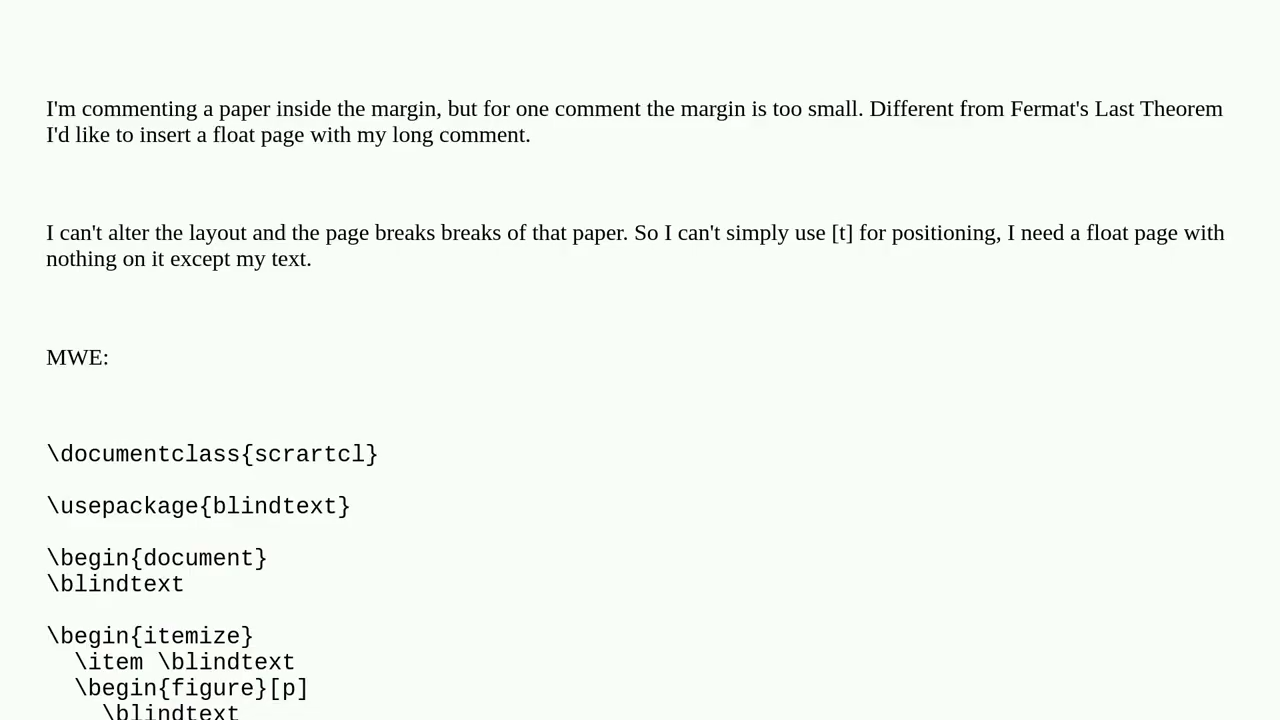 I'm commenting a paper inside the margin, but for one comment the margin is too small. Different from Fermat's Last Theorem
I'd like to insert a float page with my long comment.
I can't alter the layout and the page breaks breaks of that paper. So I can't simply use [t] for positioning, I need a float page with
nothing on it except my text.
MWE:
\documentclass{scrartcl}
\usepackage{blindtext}
\begin{document}
\blindtext
\begin{itemize}
  \item \blindtext
  \begin{figure}[p]
    \blindtext